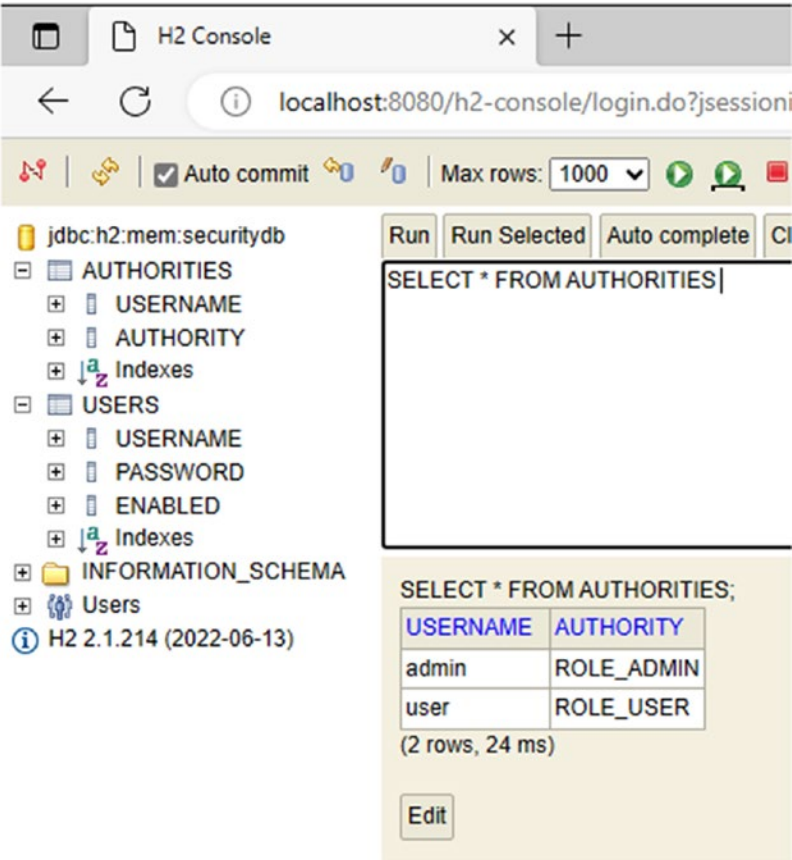 H2 Console
localhost:8080/h2-console/login.do?jsessioni
Auto commit
Max rows: 1000
jdbc:h2:mem:securitydb
AUTHORITIES
USERNAME
AUTHORITY
Indexes
USERS
USERNAME
PASSWORD
ENABLED
Indexes
INFORMATION_SCHEMA
Users
H2 2.1.214 (2022-06-13)
Run Run Selected Auto complete Cl
SELECT * FROM AUTHORITIES
SELECT * FROM AUTHORITIES;
USERNAME AUTHORITY
admin ROLE_ADMIN
user ROLE_USER
(2 rows, 24 ms)
Edit